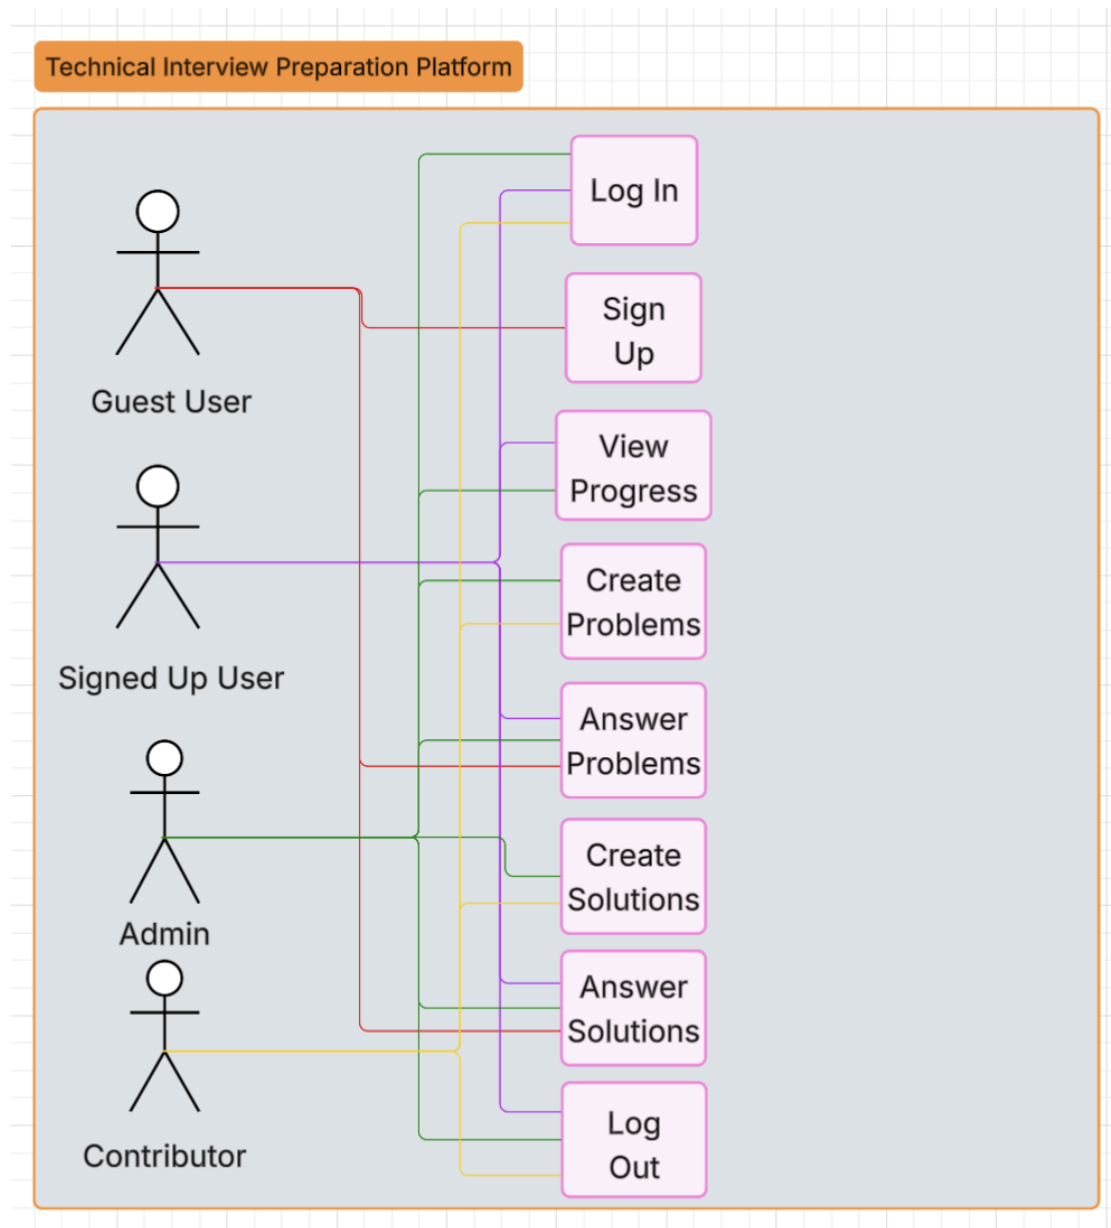 Technical Interview Preparation Platform
Log In
Sign
Up
Guest User
View
Progress
Signed Up User
Create
Problems
Answer
Problems
Admin
Create
Solutions
Answer
Solutions
Contributor
Log
Out